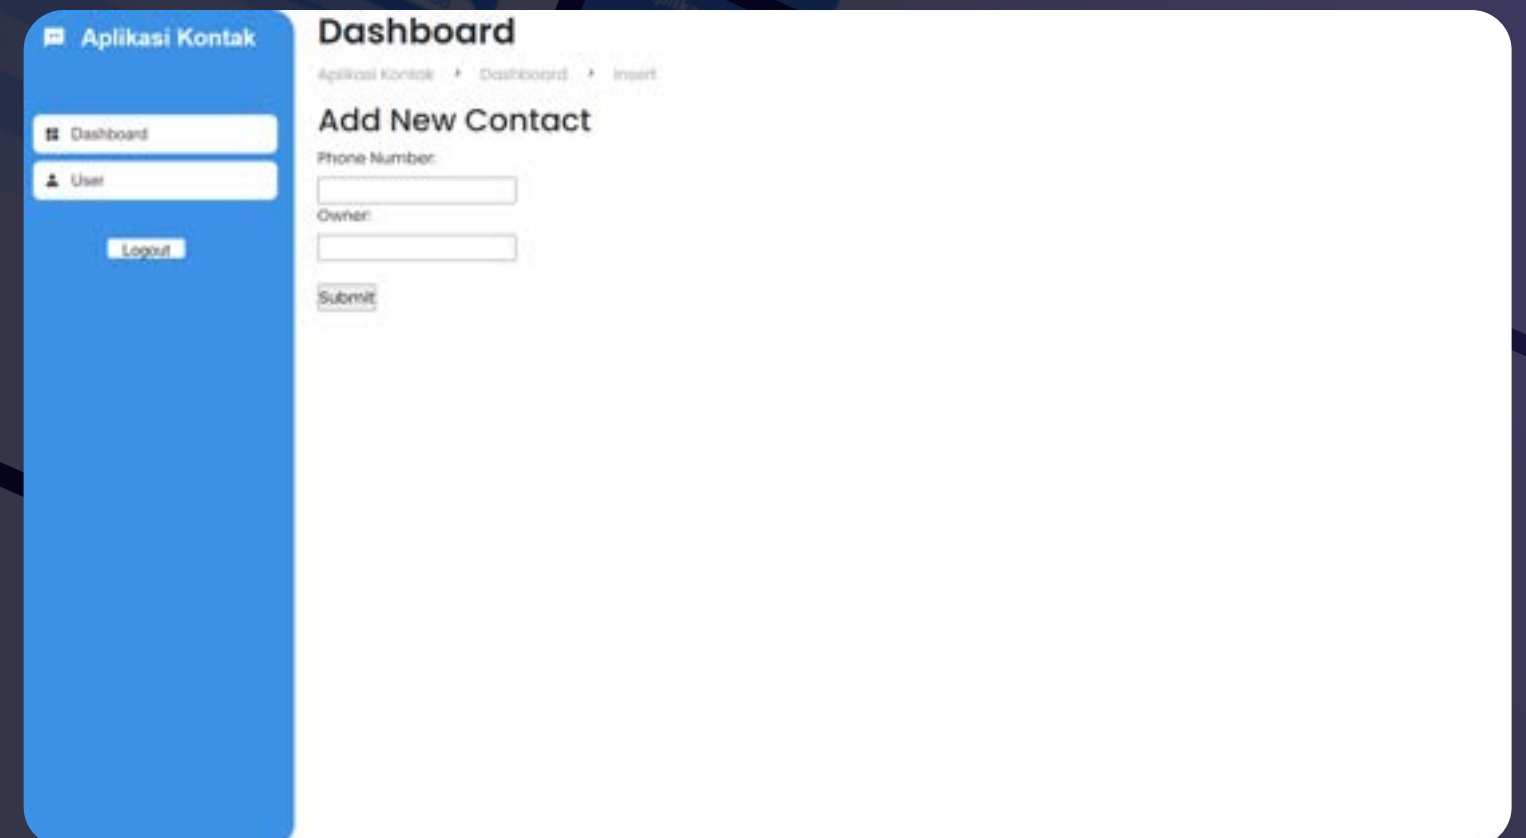 Aplikasi Kontak
Dashboard
User
Logout
Dashboard
Aplikasi Kontak Dashboard Insert
Add New Contact
Phone Number:
Owner:
Submit